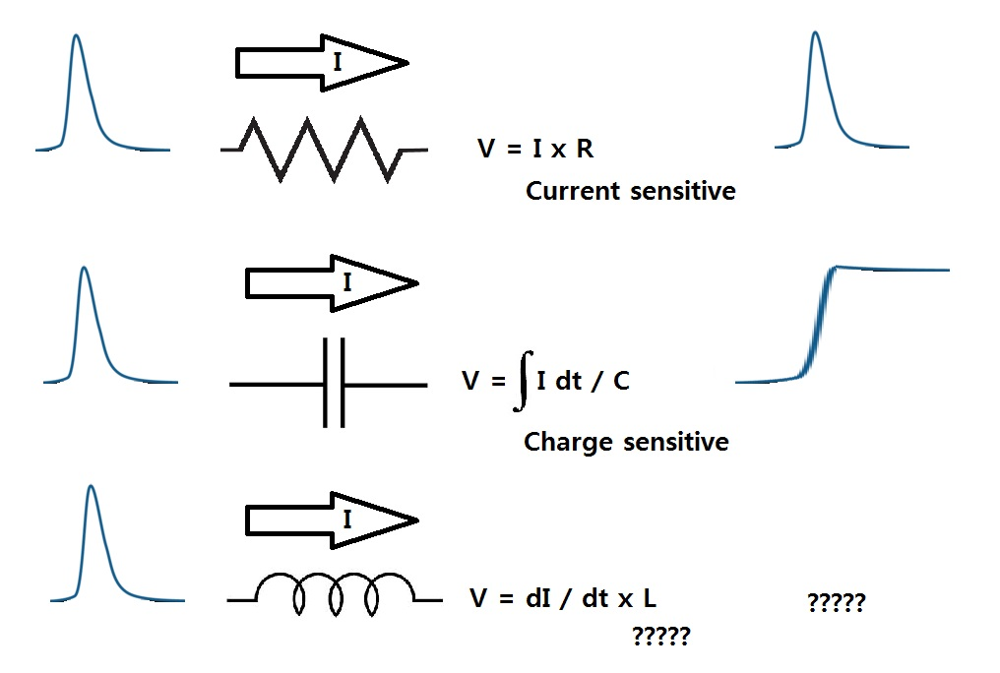 I
V = I x R
Current sensitive
I
V = ∫ I dt / C
Charge sensitive
I
V = dI / dt x L
?????
?????